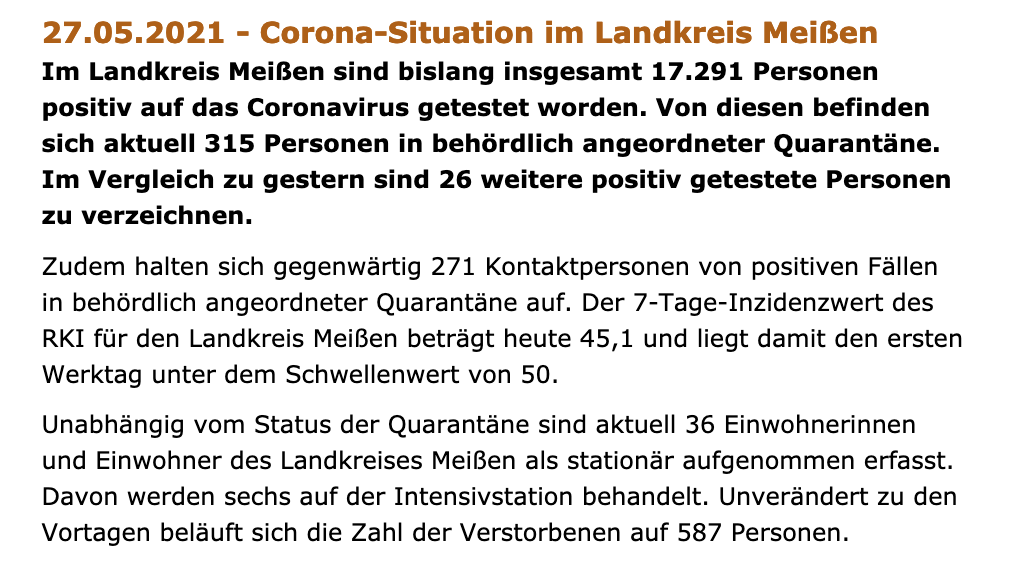 27.05.2021 - Corona-Situation im Landkreis Meißen
Im Landkreis Meißen sind bislang insgesamt 17.291 Personen
positiv auf das Coronavirus getestet worden. Von diesen befinden
sich aktuell 315 Personen in behördlich angeordneter Quarantäne.
Im Vergleich zu gestern sind 26 weitere positiv getestete Personen
zu verzeichnen.
Zudem halten sich gegenwärtig 271 Kontaktpersonen von positiven Fällen
in behördlich angeordneter Quarantäne auf. Der 7-Tage-Inzidenzwert des
RKI für den Landkreis Meißen beträgt heute 45,1 und liegt damit den ersten
Werktag unter dem Schwellenwert von 50.
Unabhängig vom Status der Quarantäne sind aktuell 36 Einwohnerinnen
und Einwohner des Landkreises Meißen als stationär aufgenommen erfasst.
Davon werden sechs auf der Intensivstation behandelt. Unverändert zu den
Vortagen beläuft sich die Zahl der Verstorbenen auf 587 Personen.